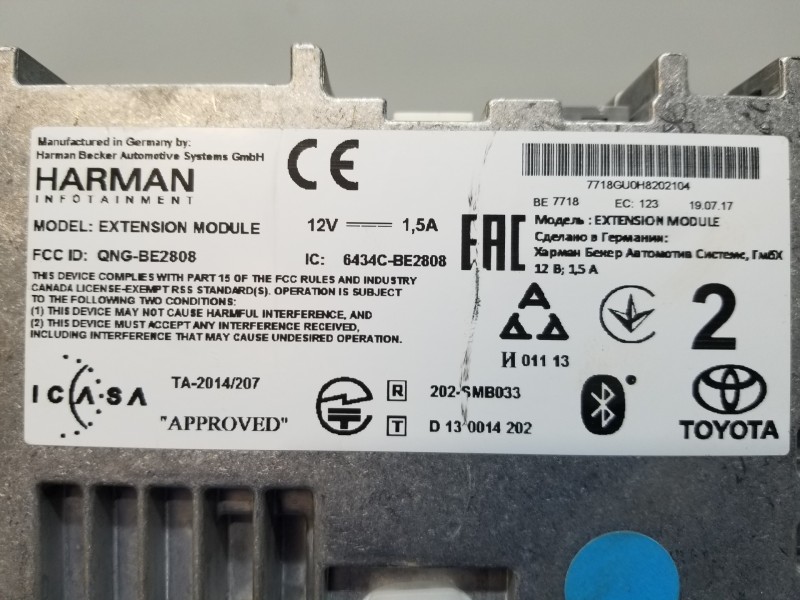 Manufactured in Germany by:
Harman Becker Automotive Systems GmbH
HARMAN
INFOTAINMENT
CE
7718GU0H8202104
BE 7718 EC: 123 19.07.17
MODEL: EXTENSION MODULE 12V 1,5A
FCC ID: QNG-BE2808 IC: 6434C-BE2808
EAC
Модель : EXTENSION MODULE
Сделано в Германии:
Харман Бекер Автомотив Системс, ГмбХ
12 В; 1,5 А
THIS DEVICE COMPLIES WITH PART 15 OF THE FCC RULES AND INDUSTRY
CANADA LICENSE-EXEMPT RSS STANDARD(S). OPERATION IS SUBJECT
TO THE FOLLOWING TWO CONDITIONS:
(1) THIS DEVICE MAY NOT CAUSE HARMFUL INTERFERENCE, AND
(2) THIS DEVICE MUST ACCEPT ANY INTERFERENCE RECEIVED,
INCLUDING INTERFERENCE THAT MAY CAUSE UNDESIRED OPERATION.
И 011 13
2
ICASA
TA-2014/207
"APPROVED"
R 202-SMB033
T D 13 0014 202
TOYOTA